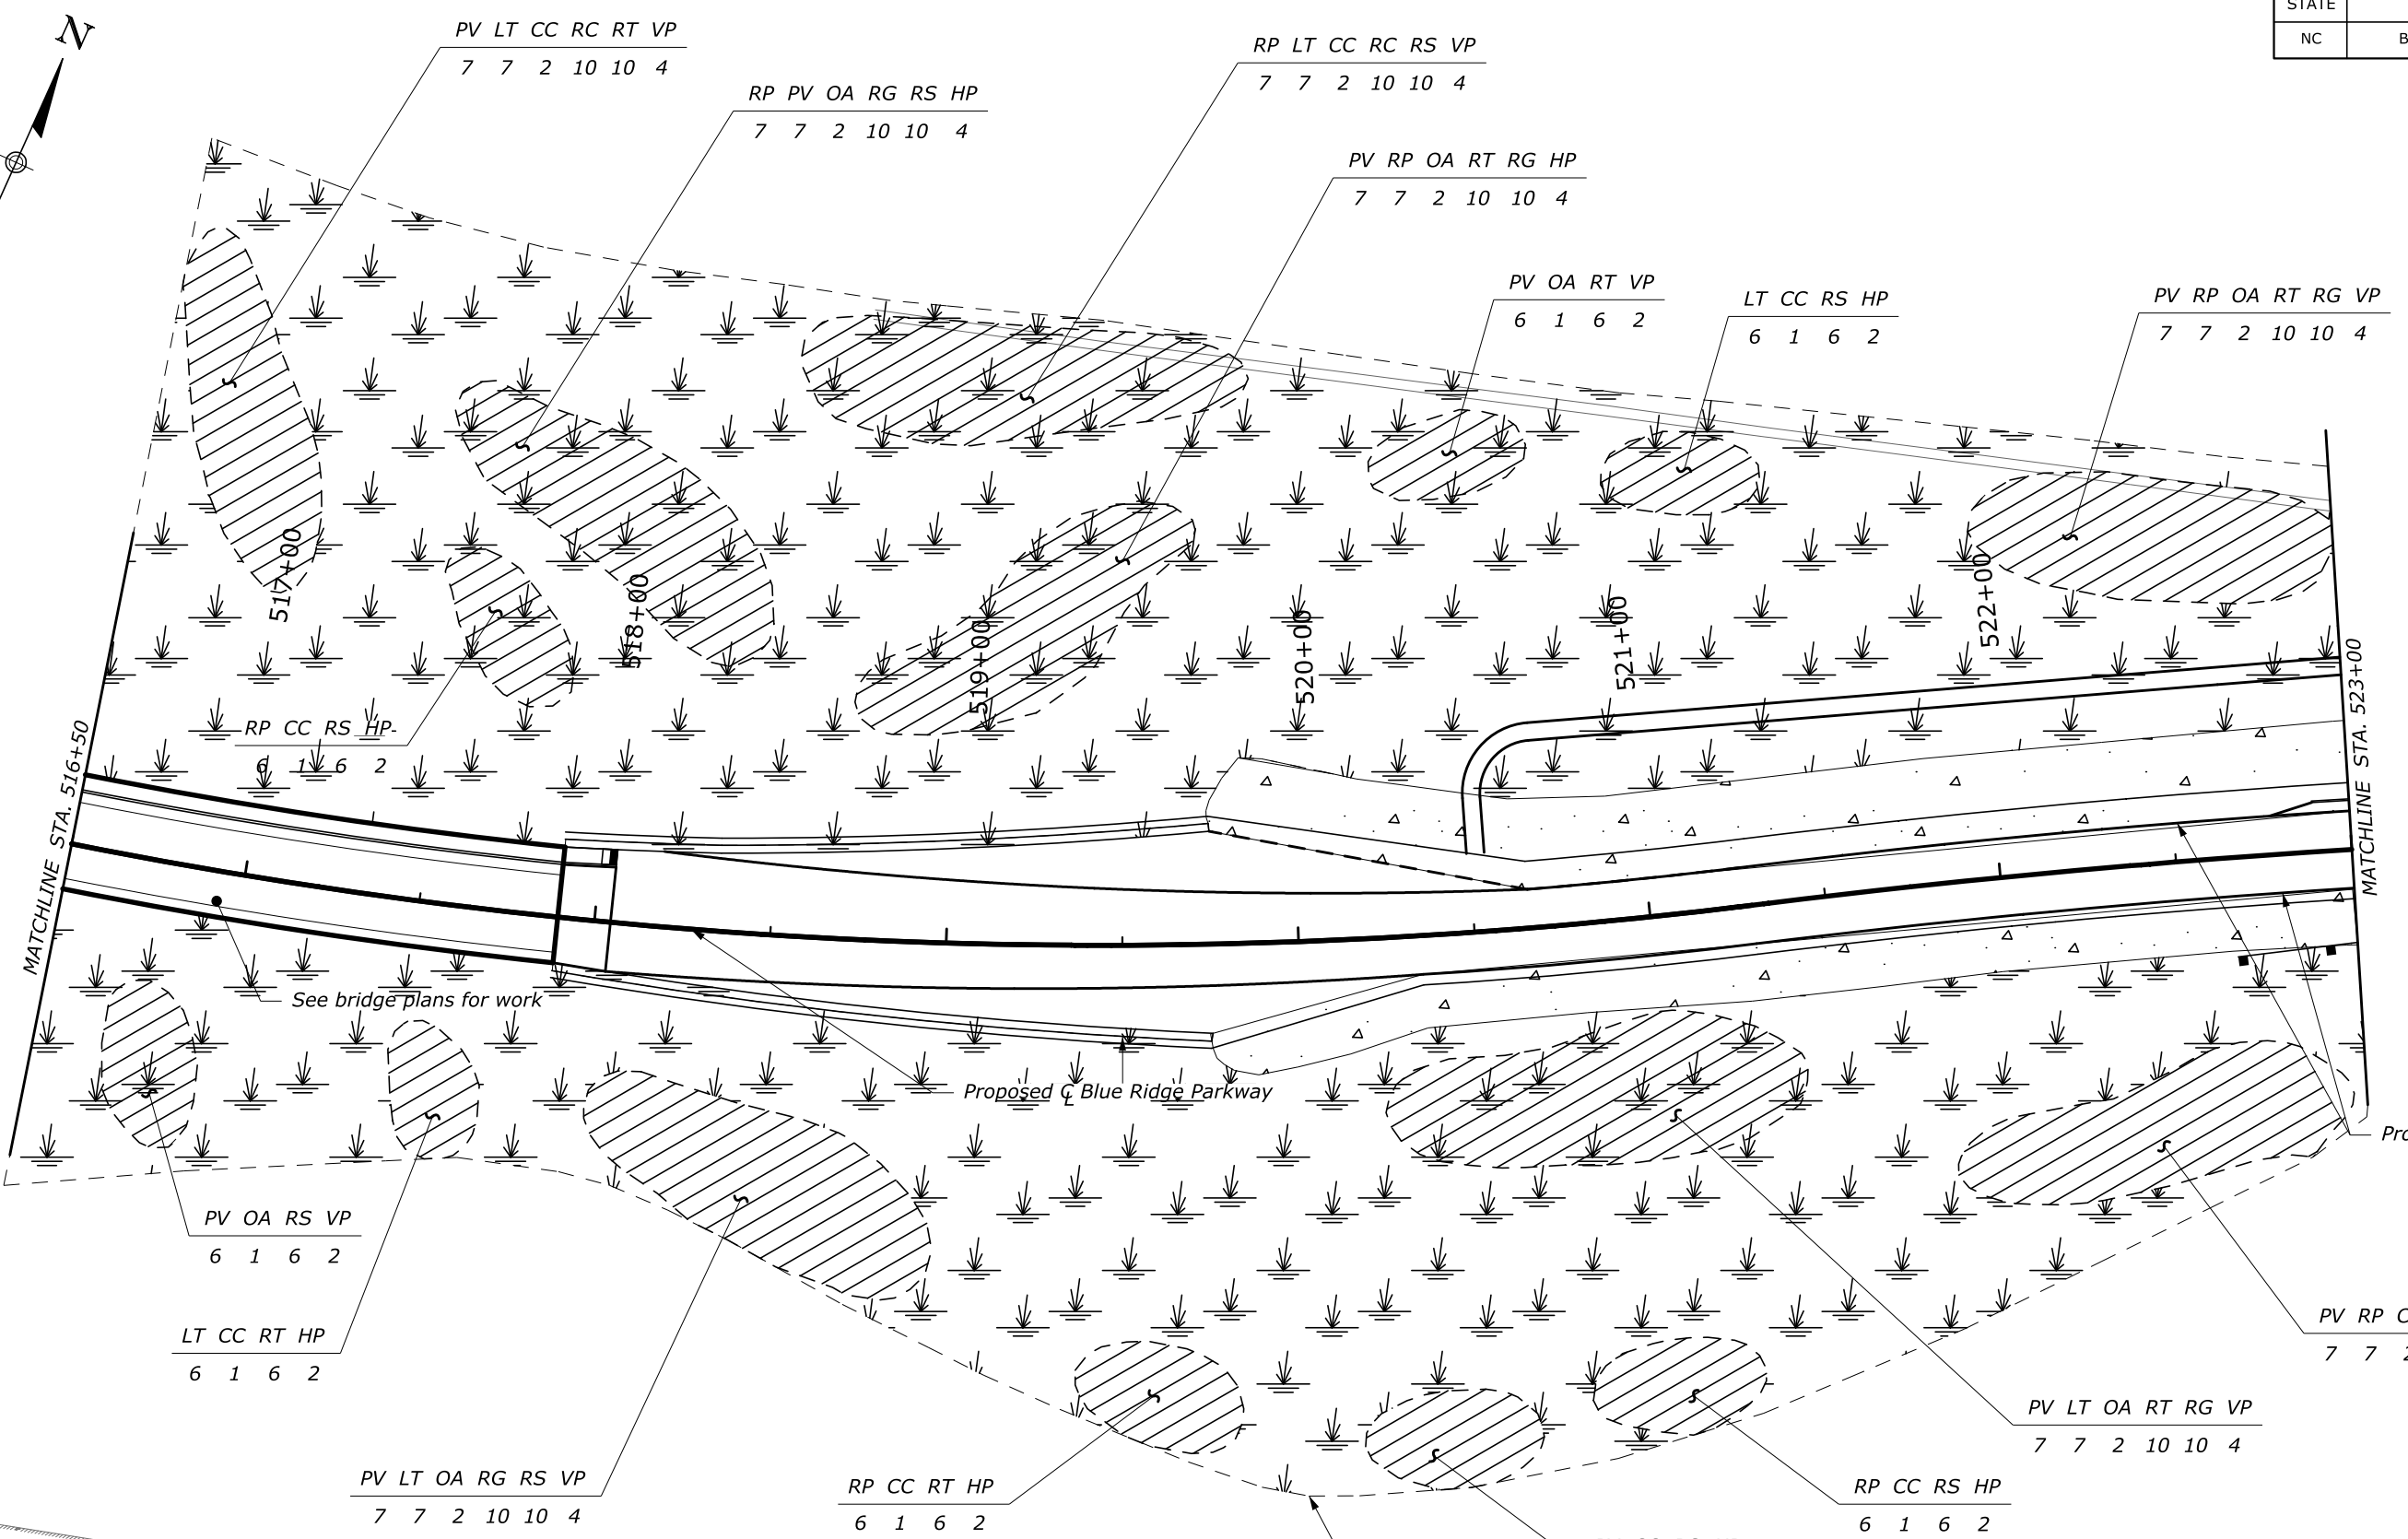 N
STATE
NC
PV LT CC RC RT VP
7 7 2 10 10 4
RP LT CC RC RS VP
7 7 2 10 10 4
RP PV OA RG RS HP
7 7 2 10 10 4
PV RP OA RT RG HP
7 7 2 10 10 4
PV OA RT VP
6 1 6 2
LT CC RS HP
6 1 6 2
PV RP OA RT RG VP
7 7 2 10 10 4
517+00
518+00
519+00
520+00
521+00
522+00
RP CC RS HP
6 1 6 2
MATCHLINE STA. 516+50
MATCHLINE STA. 523+00
See bridge plans for work
Proposed CL Blue Ridge Parkway
PV OA RS VP
6 1 6 2
LT CC RT HP
6 1 6 2
PV RP
7 7
PV LT OA RT RG VP
7 7 2 10 10 4
PV LT OA RG RS VP
7 7 2 10 10 4
RP CC RT HP
6 1 6 2
RP CC RS HP
6 1 6 2